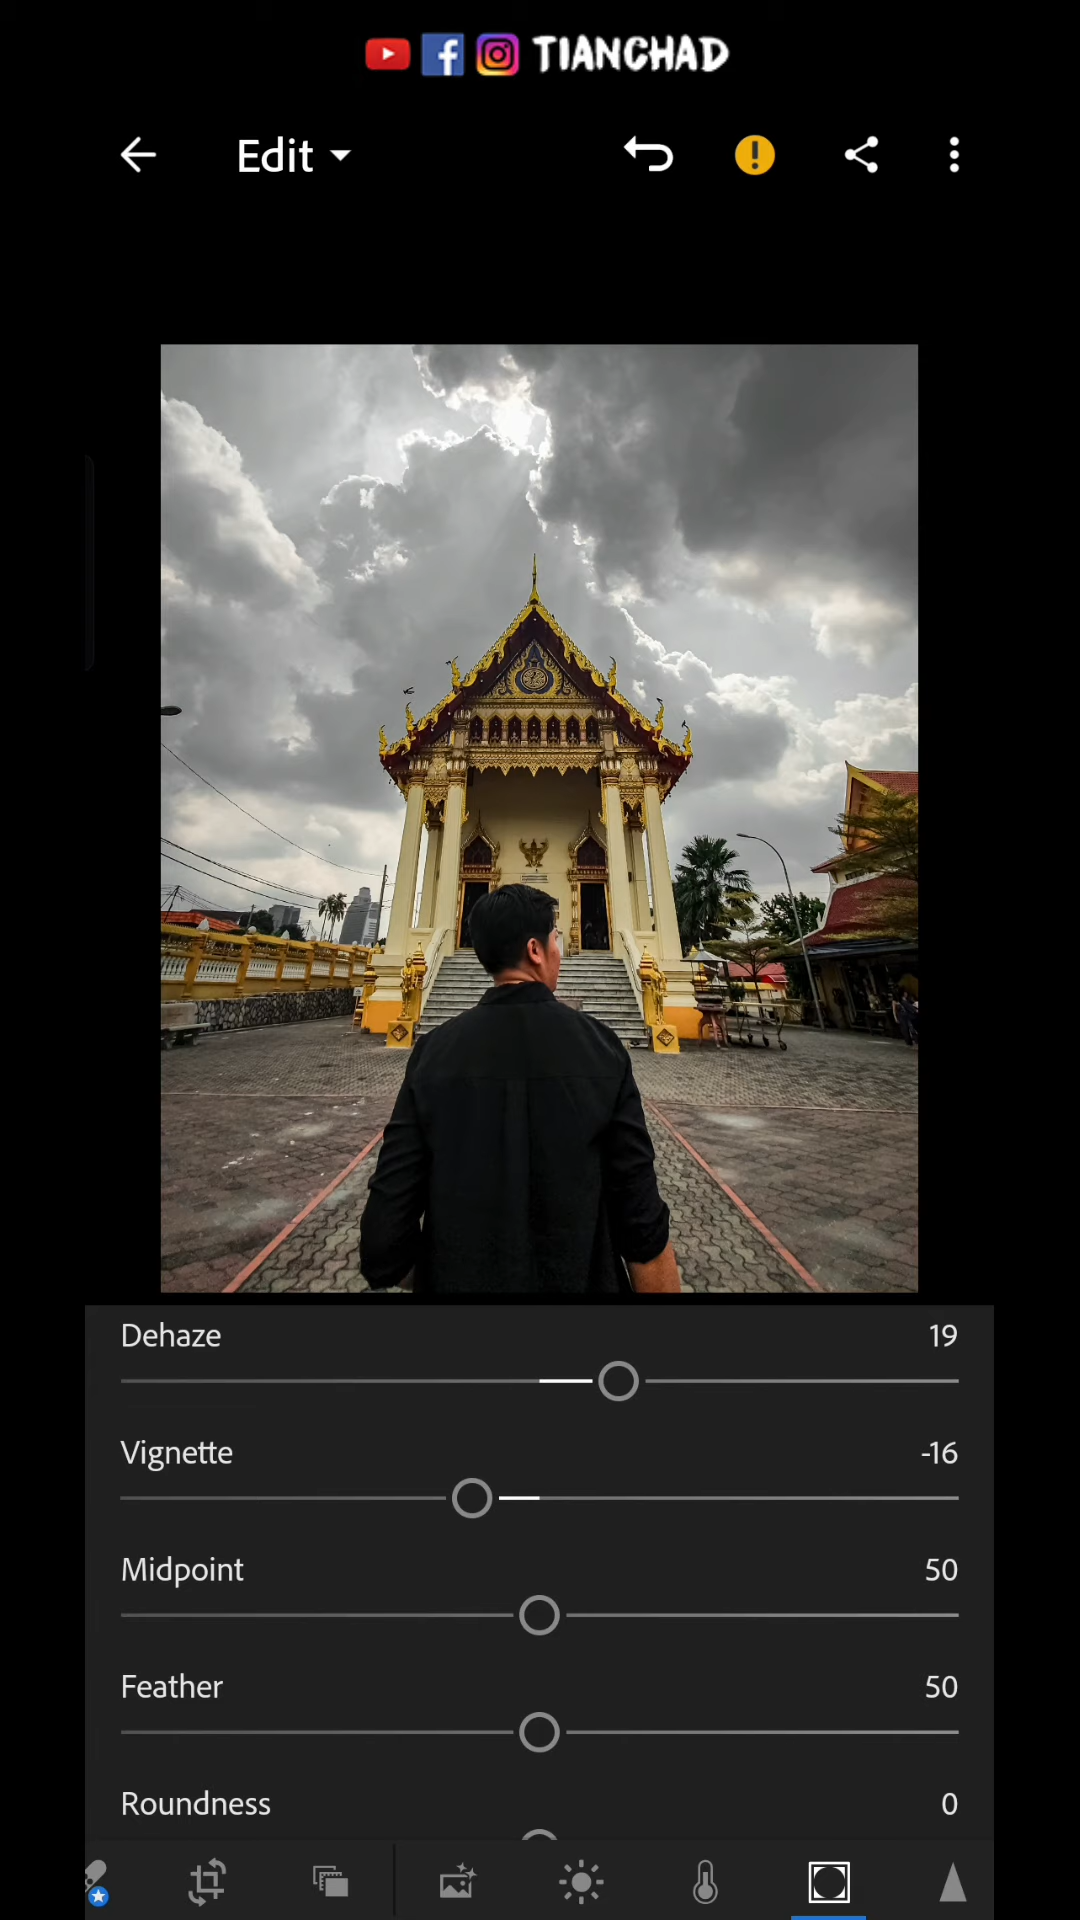 TIANCHAD
Edit
Dehaze 19
Vignette -16
Midpoint 50
Feather 50
Roundness 0